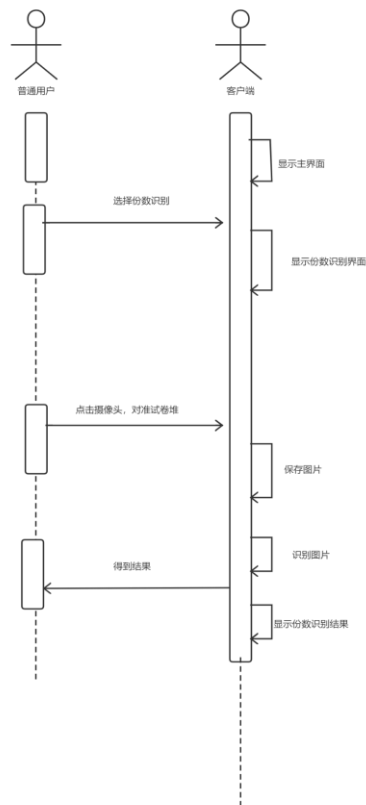 普通用户
客户端
显示主界面
选择份数识别
显示份数识别界面
点击摄像头，对准试卷堆
保存图片
识别图片
得到结果
显示份数识别结果